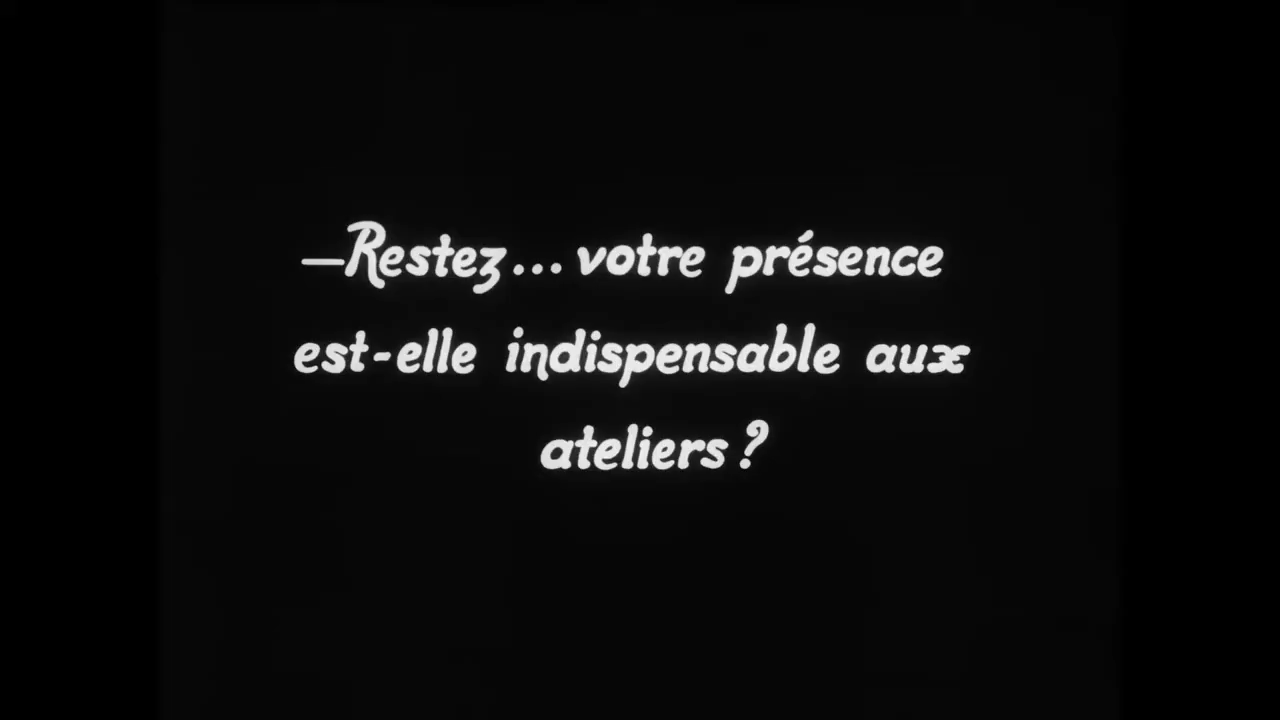 —Restez... votre présence
est-elle indispensable aux
ateliers ?